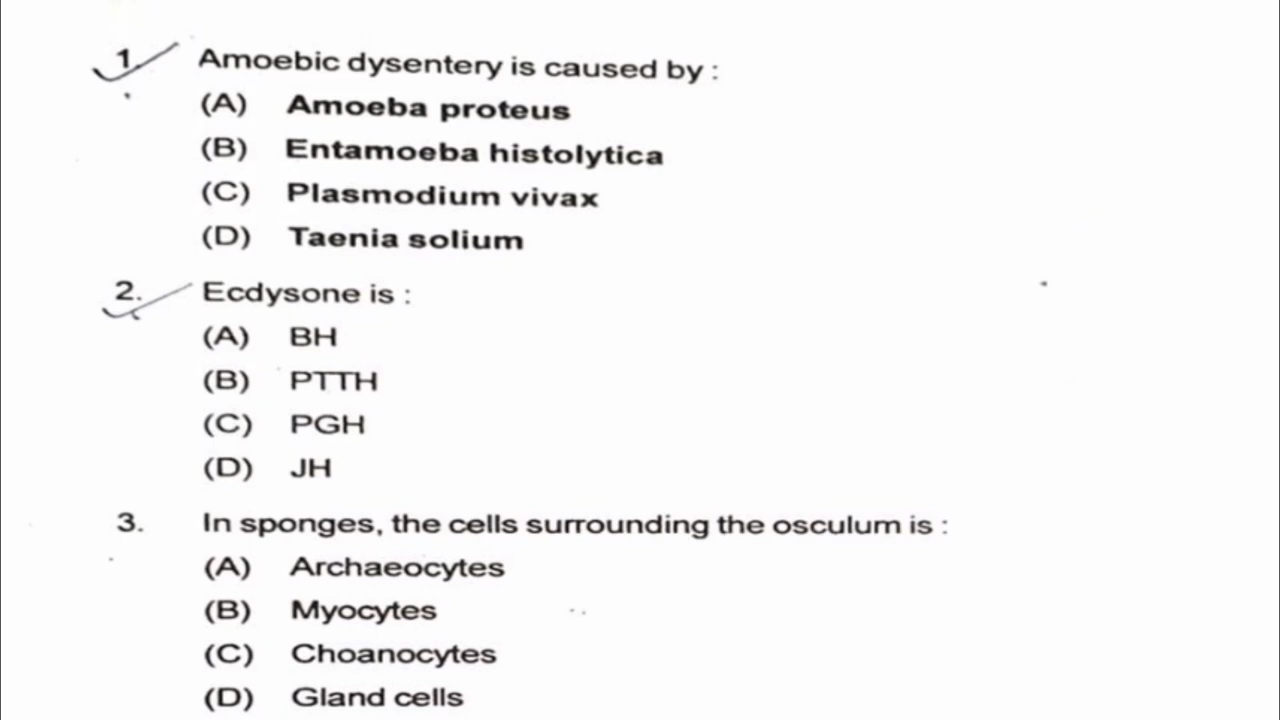 1. Amoebic dysentery is caused by :
(A) Amoeba proteus
(B) Entamoeba histolytica
(C) Plasmodium vivax
(D) Taenia solium
2. Ecdysone is :
(A) BH
(B) PTTH
(C) PGH
(D) JH
3. In sponges, the cells surrounding the osculum is :
(A) Archaeocytes
(B) Myocytes
(C) Choanocytes
(D) Gland cells